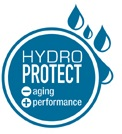 HYDRO
PROTECT
− aging
+ performance